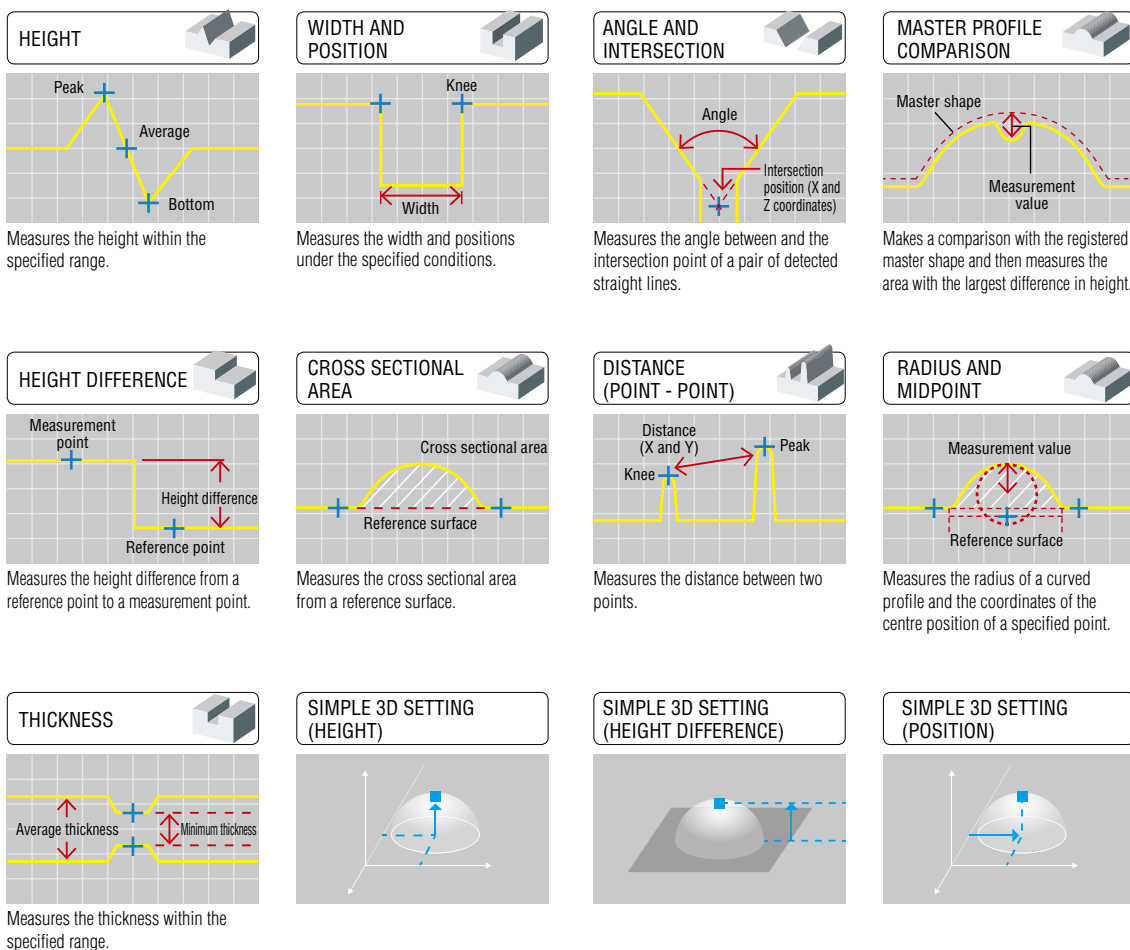 HEIGHT
Peak
Average
Bottom
Measures the height within the
specified range.
WIDTH AND
POSITION
Knee
Width
Measures the width and positions
under the specified conditions.
ANGLE AND
INTERSECTION
Angle
Intersection
position (X and
Z coordinates)
Measures the angle between and the
intersection point of a pair of detected
straight lines.
MASTER PROFILE
COMPARISON
Master shape
Measurement
value
Makes a comparison with the registered
master shape and then measures the
area with the largest difference in height.
HEIGHT DIFFERENCE
Measurement
point
Height difference
Reference point
Measures the height difference from a
reference point to a measurement point.
CROSS SECTIONAL
AREA
Cross sectional area
Reference surface
Measures the cross sectional area
from a reference surface.
DISTANCE
(POINT - POINT)
Distance
(X and Y)
Peak
Knee
Measures the distance between two
points.
RADIUS AND
MIDPOINT
Measurement value
Reference surface
Measures the radius of a curved
profile and the coordinates of the
centre position of a specified point.
THICKNESS
Average thickness
Minimum thickness
Measures the thickness within the
specified range.
SIMPLE 3D SETTING
(HEIGHT)
SIMPLE 3D SETTING
(HEIGHT DIFFERENCE)
SIMPLE 3D SETTING
(POSITION)